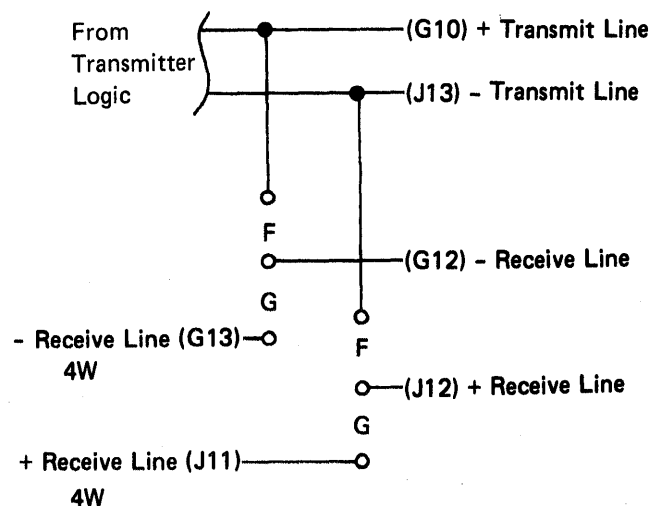 From
Transmitter
Logic
(G10) + Transmit Line
(J13) - Transmit Line
F
(G12) - Receive Line
G
- Receive Line (G13)
4W
F
(J12) + Receive Line
G
+ Receive Line (J11)
4W